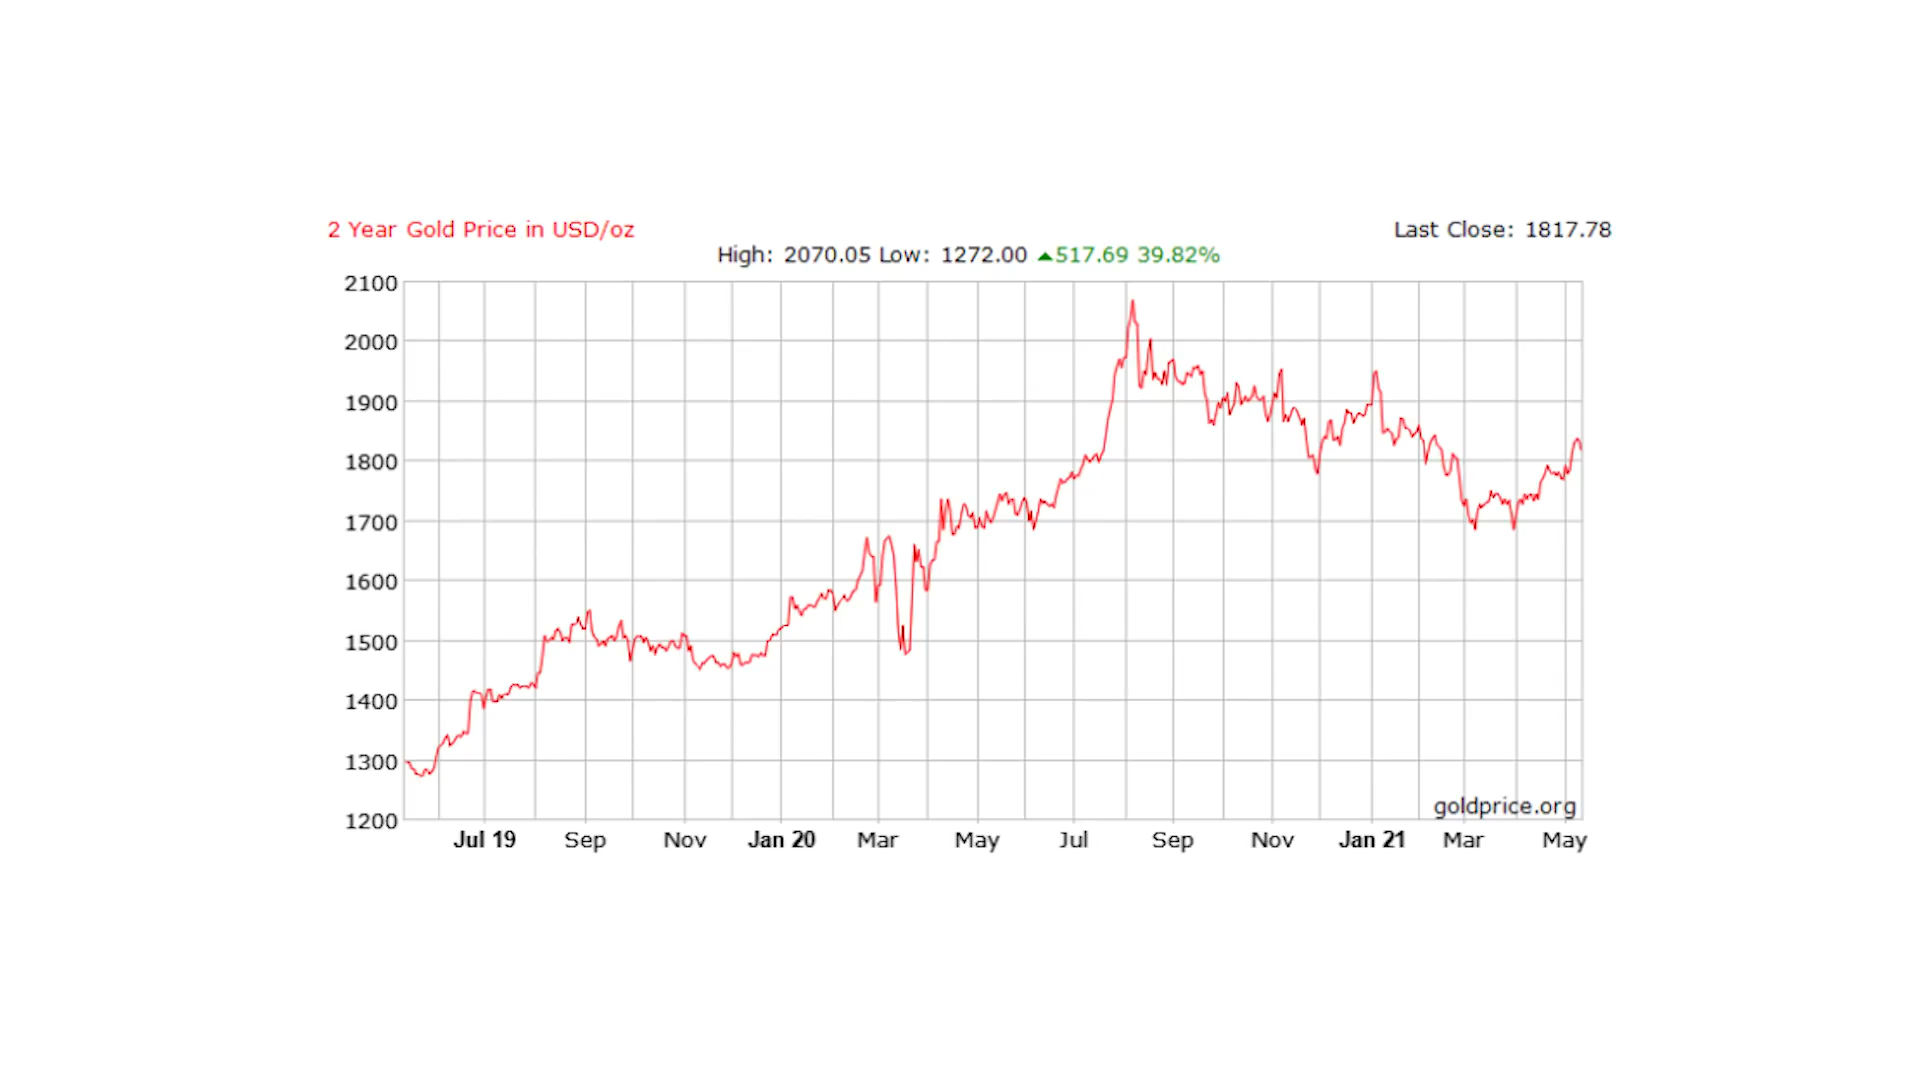 2 Year Gold Price in USD/oz
Last Close: 1817.78
High: 2070.05 Low: 1272.00 ▲517.69 39.82%
2100
2000
1900
1800
1700
1600
1500
1400
1300
1200
goldprice.org
Jul 19 Sep Nov Jan 20 Mar May Jul Sep Nov Jan 21 Mar May